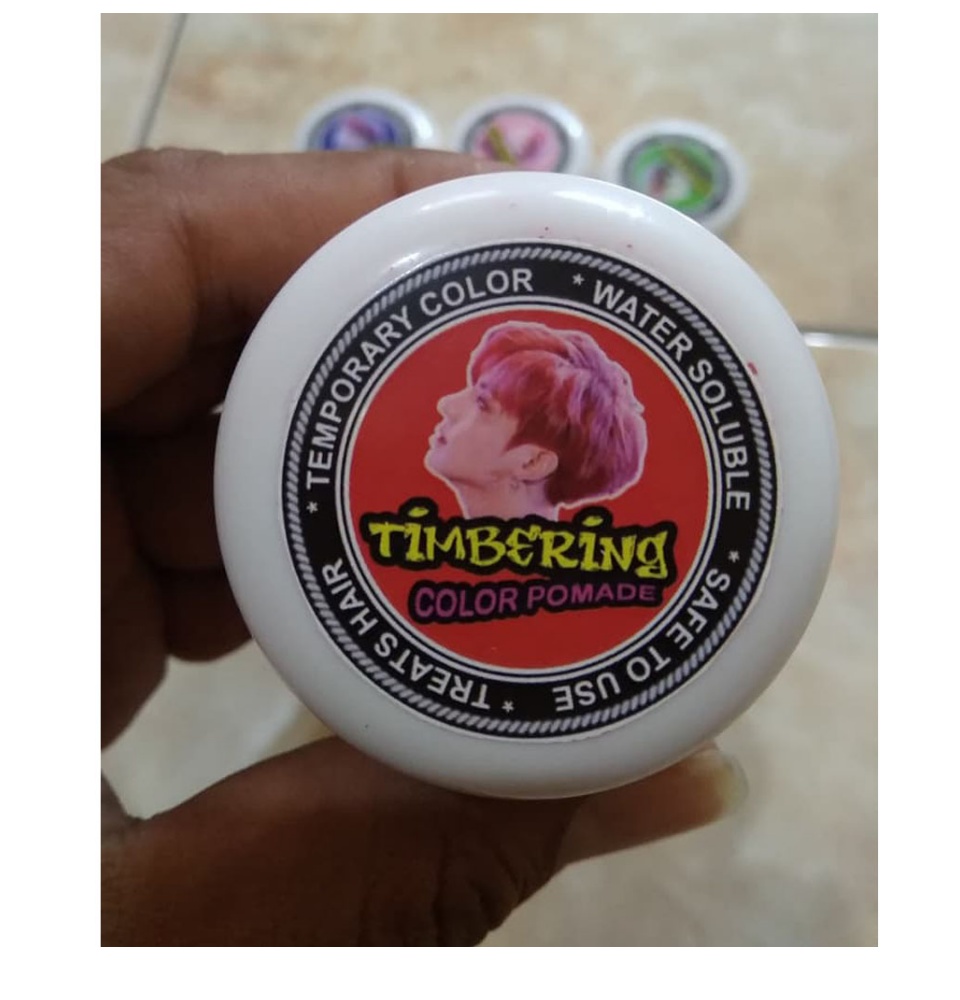 * TEMPORARY COLOR
* WATER SOLUBLE
* SAFE TO USE
* TREATS HAIR
TIMBERING
COLOR POMADE